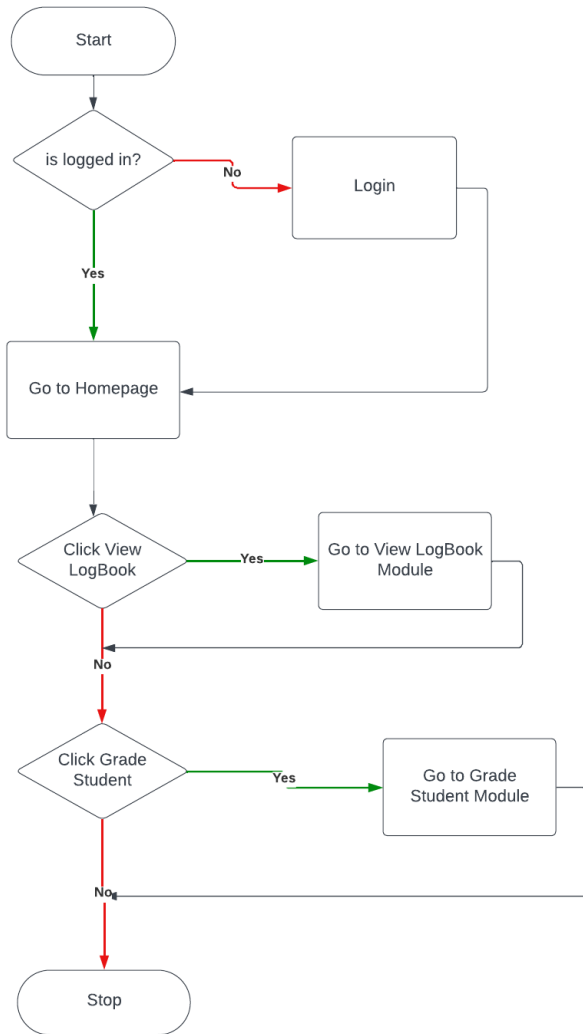 Start
is logged in?
No
Login
Yes
Go to Homepage
Click View
LogBook
Yes
Go to View LogBook
Module
No
Click Grade
Student
Yes
Go to Grade
Student Module
No
Stop